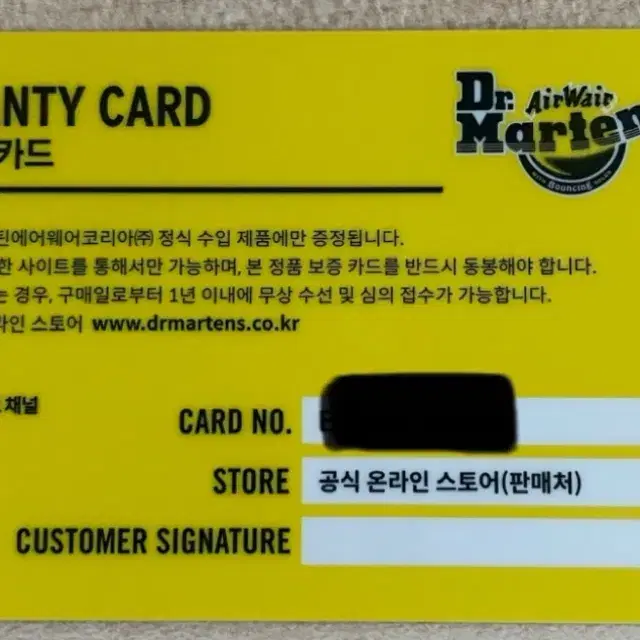 NTY CARD
카드
Dr. Martens
AirWair
WITH Bouncing SOLES
틴에어웨어코리아㈜ 정식 수입 제품에만 증정됩니다.
한 사이트를 통해서만 가능하며, 본 정품 보증 카드를 반드시 동봉해야 합니다.
는 경우, 구매일로부터 1년 이내에 무상 수선 및 심의 접수가 가능합니다.
라인 스토어 www.drmartens.co.kr
채널
CARD NO.
STORE 공식 온라인 스토어(판매처)
CUSTOMER SIGNATURE